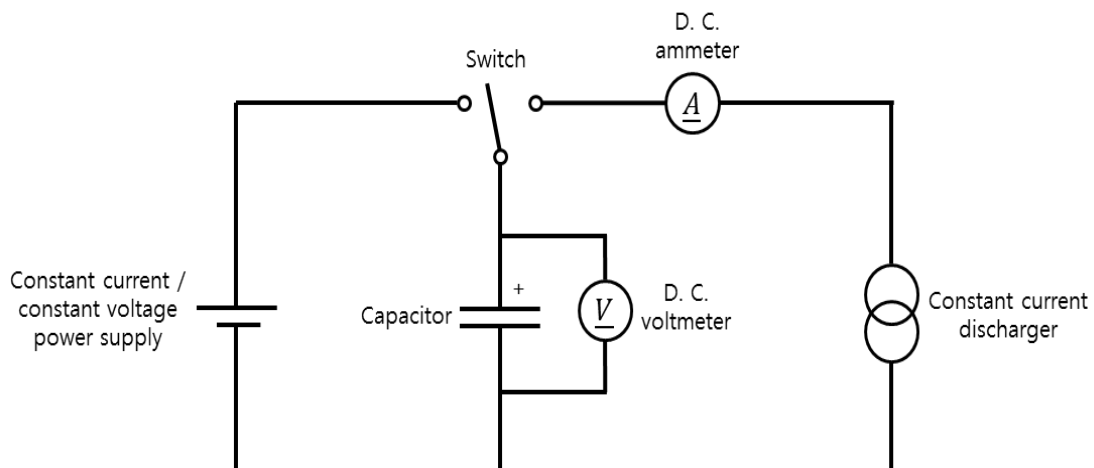 D. C.
ammeter
Switch
A
Constant current /
constant voltage
power supply
Capacitor
+
V
D. C.
voltmeter
Constant current
discharger